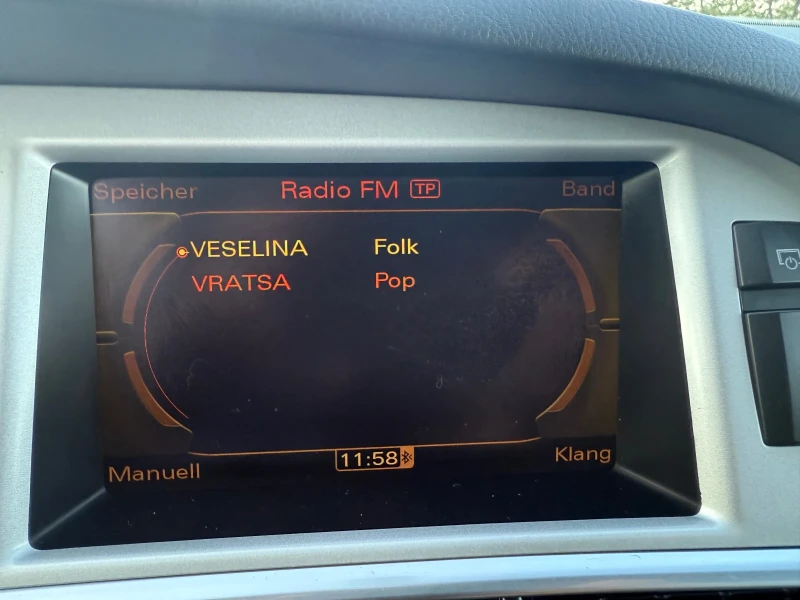 Speicher Radio FM TP Band
VESELINA Folk
VRATSA Pop
Manuell 11:58 Klang